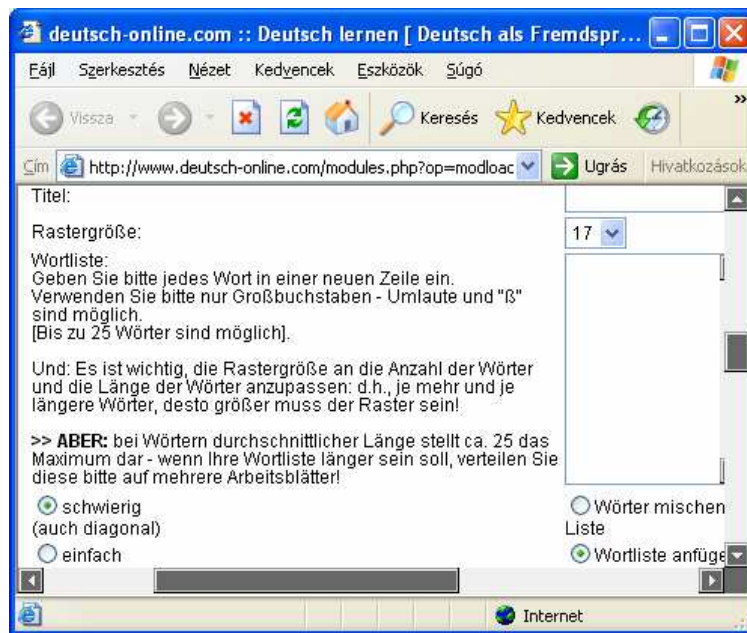 deutsch-online.com :: Deutsch lernen [ Deutsch als Fremdspr...
Fájl Szerkesztés Nézet Kedvencek Eszközök Súgó
Vissza Keresés Kedvencek »
Cím http://www.deutsch-online.com/modules.php?op=modloac Ugrás Hivatkozások
Titel:
Rastergröße: 17
Wortliste:
Geben Sie bitte jedes Wort in einer neuen Zeile ein.
Verwenden Sie bitte nur Großbuchstaben - Umlaute und "ß"
sind möglich.
[Bis zu 25 Wörter sind möglich].
Und: Es ist wichtig, die Rastergröße an die Anzahl der Wörter
und die Länge der Wörter anzupassen: d.h., je mehr und je
längere Wörter, desto größer muss der Raster sein!
>> ABER: bei Wörtern durchschnittlicher Länge stellt ca. 25 das
Maximum dar - wenn Ihre Wortliste länger sein soll, verteilen Sie
diese bitte auf mehrere Arbeitsblätter!
schwierig Wörter mischen
(auch diagonal) Liste
einfach Wortliste anfüge
Internet